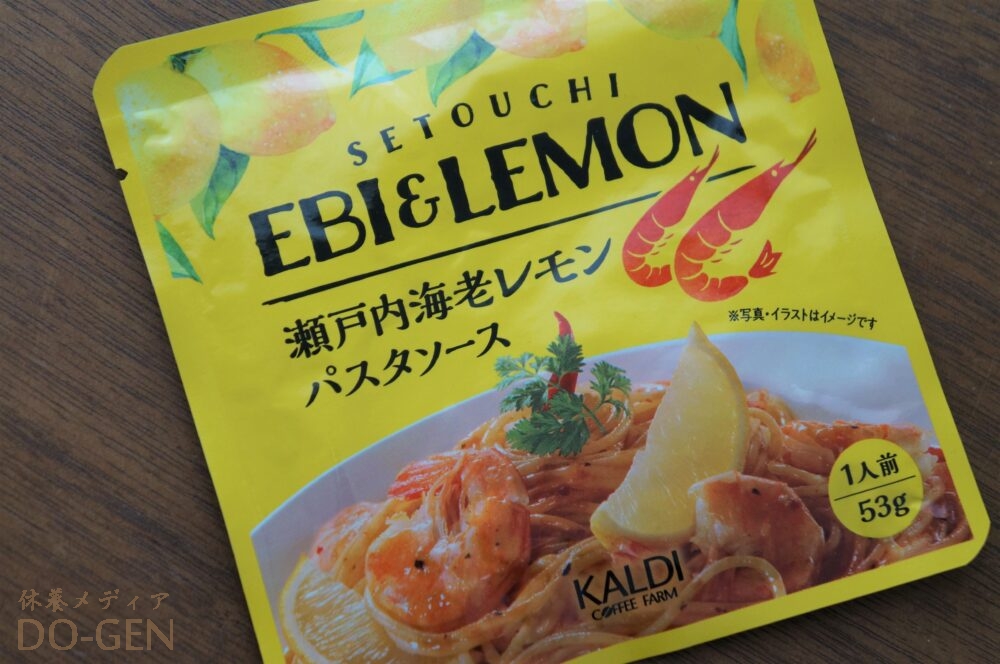 SETOUCHI
EBI&LEMON
瀬戸内海老レモン
パスタソース
※写真・イラストはイメージです
1人前
53g
KALDI
COFFEE FARM
休養メディア
DO-GEN